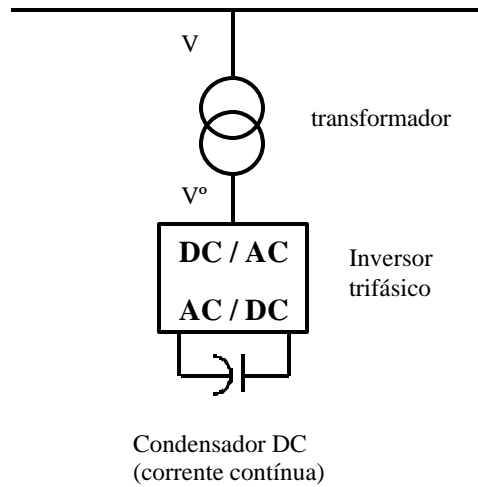 V
transformador
Vº
DC / AC
AC / DC
Inversor
trifásico
Condensador DC
(corrente contínua)